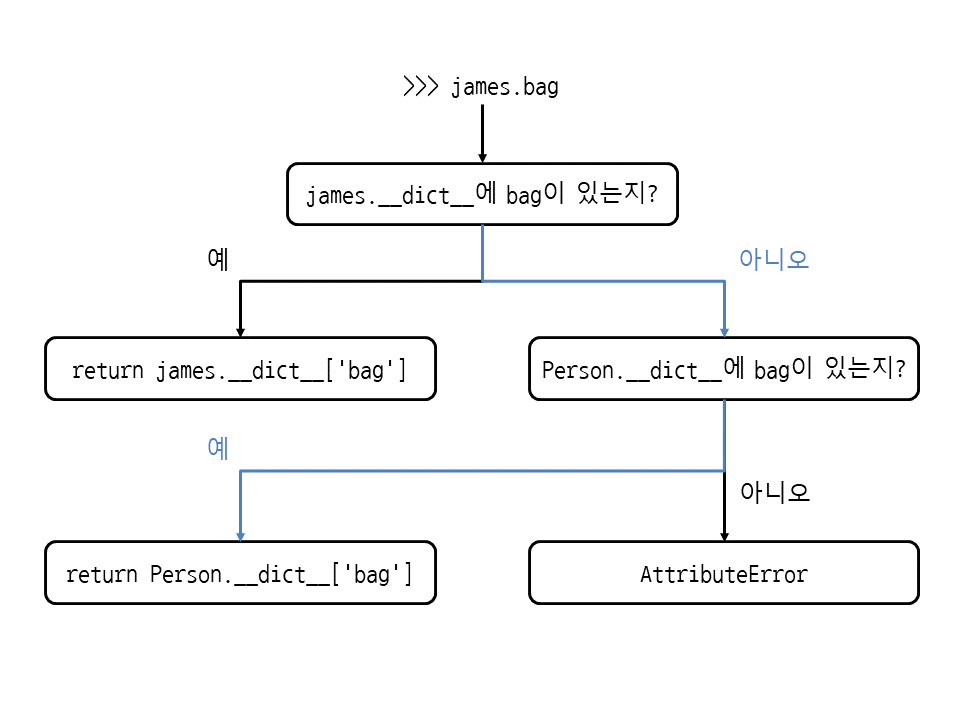 >>> james.bag
james.__dict__에 bag이 있는지?
예
아니오
return james.__dict__['bag']
Person.__dict__에 bag이 있는지?
예
아니오
return Person.__dict__['bag']
AttributeError